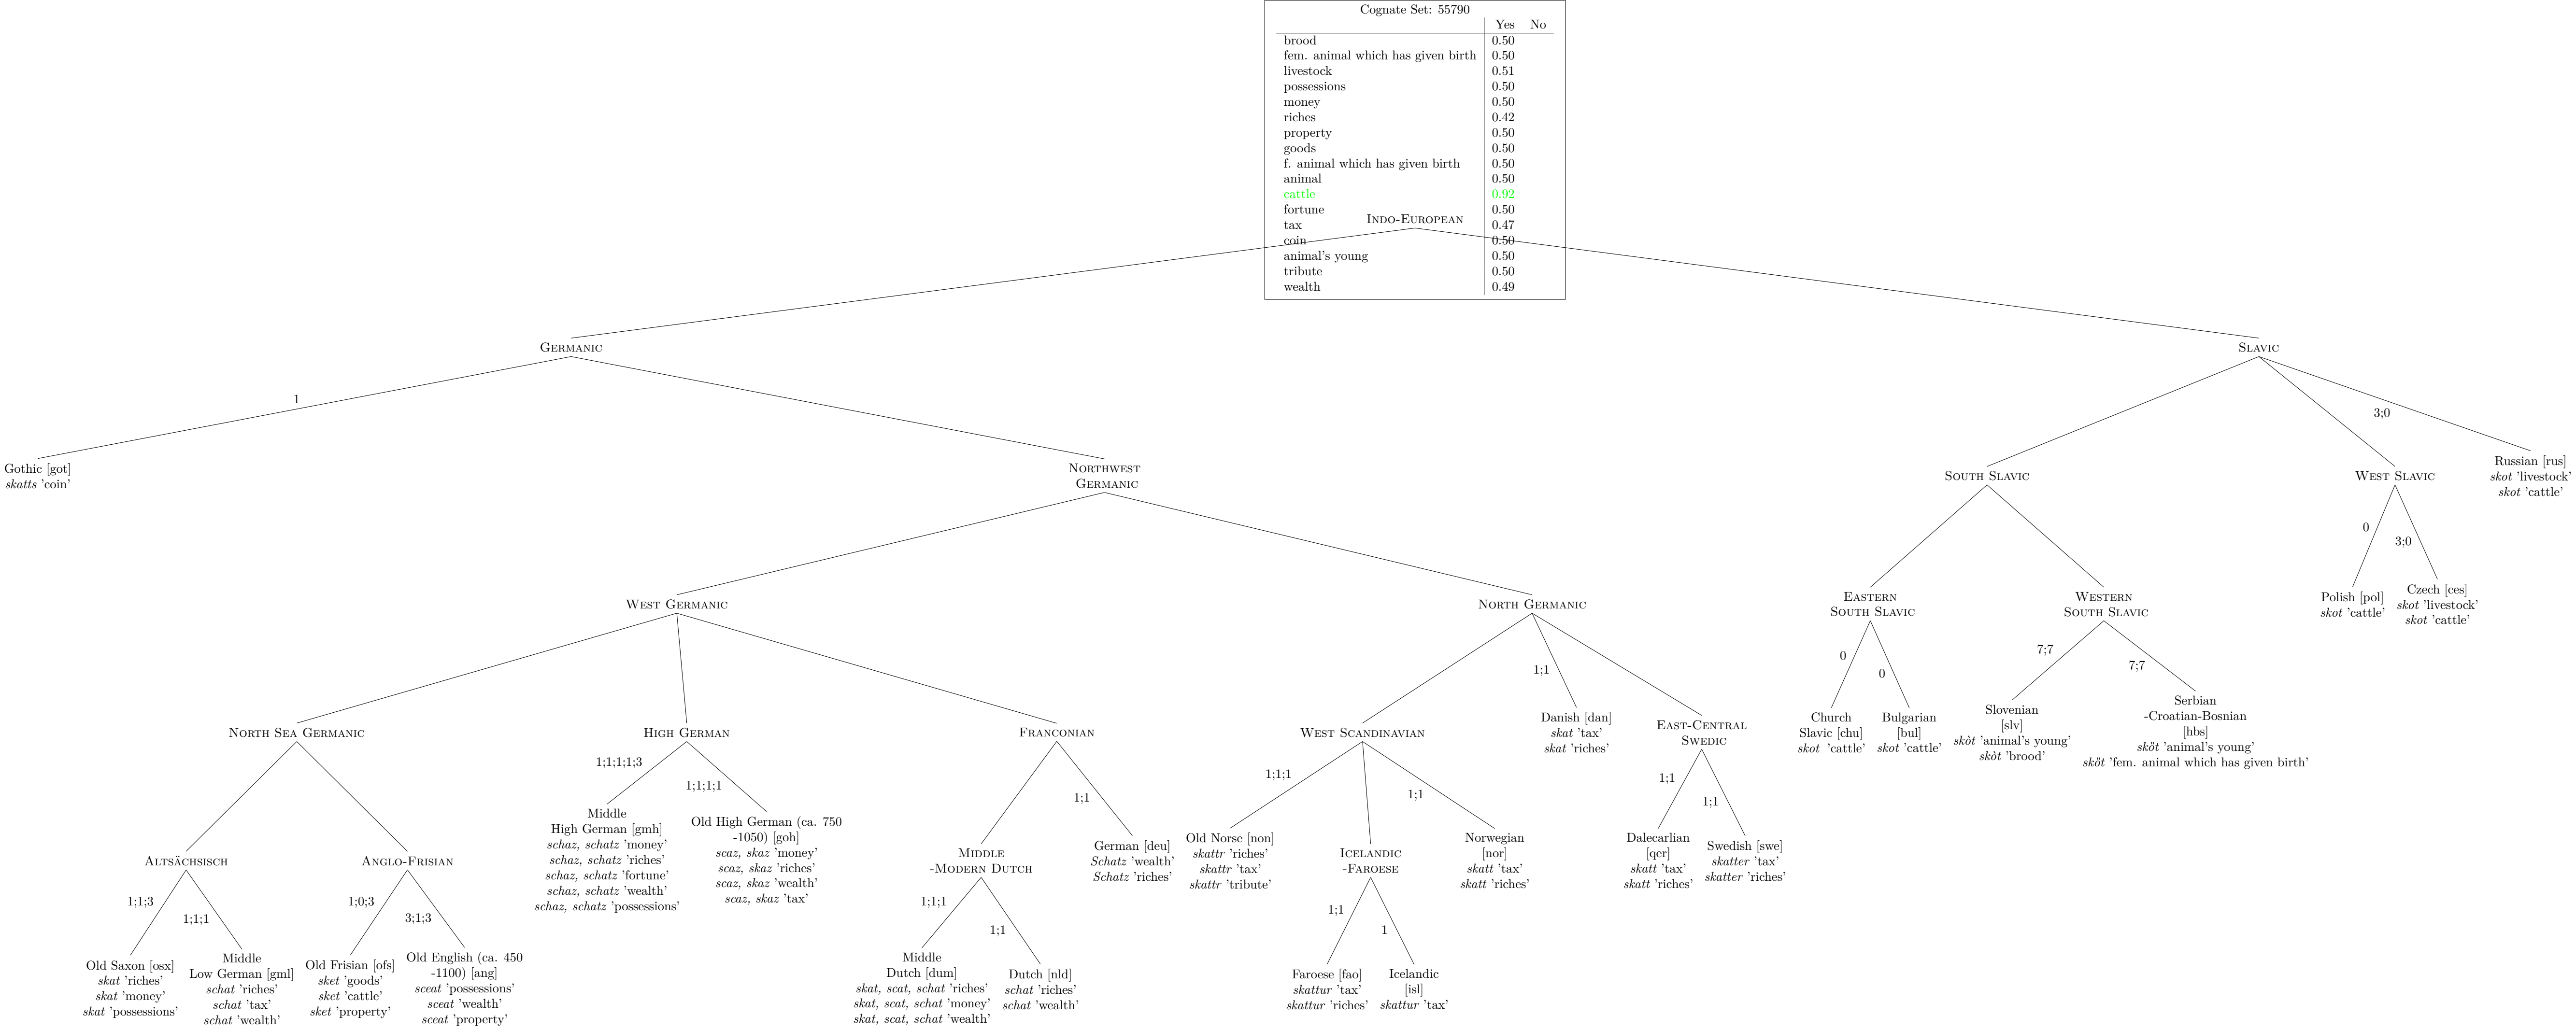 Cognate Set: 55790
Yes No
brood 0.50
fem. animal which has given birth 0.50
livestock 0.51
possessions 0.50
money 0.50
riches 0.42
property 0.50
goods 0.50
f. animal which has given birth 0.50
animal 0.50
cattle 0.92
fortune 0.50
Indo-European
tax 0.47
coin 0.50
animal's young 0.50
tribute 0.50
wealth 0.49
Germanic
Slavic
1
3;0
Gothic [got]
skatts 'coin'
Northwest
Germanic
South Slavic
West Slavic
Russian [rus]
skot 'livestock'
skot 'cattle'
0
3;0
West Germanic
North Germanic
Eastern
South Slavic
Western
South Slavic
Polish [pol]
skot 'cattle'
Czech [ces]
skot 'livestock'
skot 'cattle'
1;1
0
0
7;7
7;7
North Sea Germanic
High German
Franconian
West Scandinavian
Danish [dan]
skat 'tax'
skat 'riches'
East-Central
Swedic
Church
Slavic [chu]
skot 'cattle'
Bulgarian
[bul]
skot 'cattle'
Slovenian
[slv]
skòt 'animal's young'
skòt 'brood'
Serbian
-Croatian-Bosnian
[hbs]
sköt 'animal's young'
sköt 'fem. animal which has given birth'
1;1;1;1;3
1;1;1;1
1;1
1;1;1
1;1
1;1
1;1
Altsächsisch
Anglo-Frisian
Middle
High German [gmh]
schaz, schatz 'money'
schaz, schatz 'riches'
schaz, schatz 'fortune'
schaz, schatz 'wealth'
schaz, schatz 'possessions'
Old High German (ca. 750
-1050) [goh]
scaz, skaz 'money'
scaz, skaz 'riches'
scaz, skaz 'wealth'
scaz, skaz 'tax'
Middle
-Modern Dutch
German [deu]
Schatz 'wealth'
Schatz 'riches'
Old Norse [non]
skattr 'riches'
skattr 'tax'
skattr 'tribute'
Icelandic
-Faroese
Norwegian
[nor]
skatt 'tax'
skatt 'riches'
Dalecarlian
[qer]
skatt 'tax'
skatt 'riches'
Swedish [swe]
skatter 'tax'
skatter 'riches'
1;1;3
1;1;1
1;0;3
3;1;3
1;1;1
1;1
1;1
1
Old Saxon [osx]
skat 'riches'
skat 'money'
skat 'possessions'
Middle
Low German [gml]
schat 'riches'
schat 'tax'
schat 'wealth'
Old Frisian [ofs]
sket 'goods'
sket 'cattle'
sket 'property'
Old English (ca. 450
-1100) [ang]
sceat 'possessions'
sceat 'wealth'
sceat 'property'
Middle
Dutch [dum]
skat, scat, schat 'riches'
skat, scat, schat 'money'
skat, scat, schat 'wealth'
Dutch [nld]
schat 'riches'
schat 'wealth'
Faroese [fao]
skattur 'tax'
skattur 'riches'
Icelandic
[isl]
skattur 'tax'